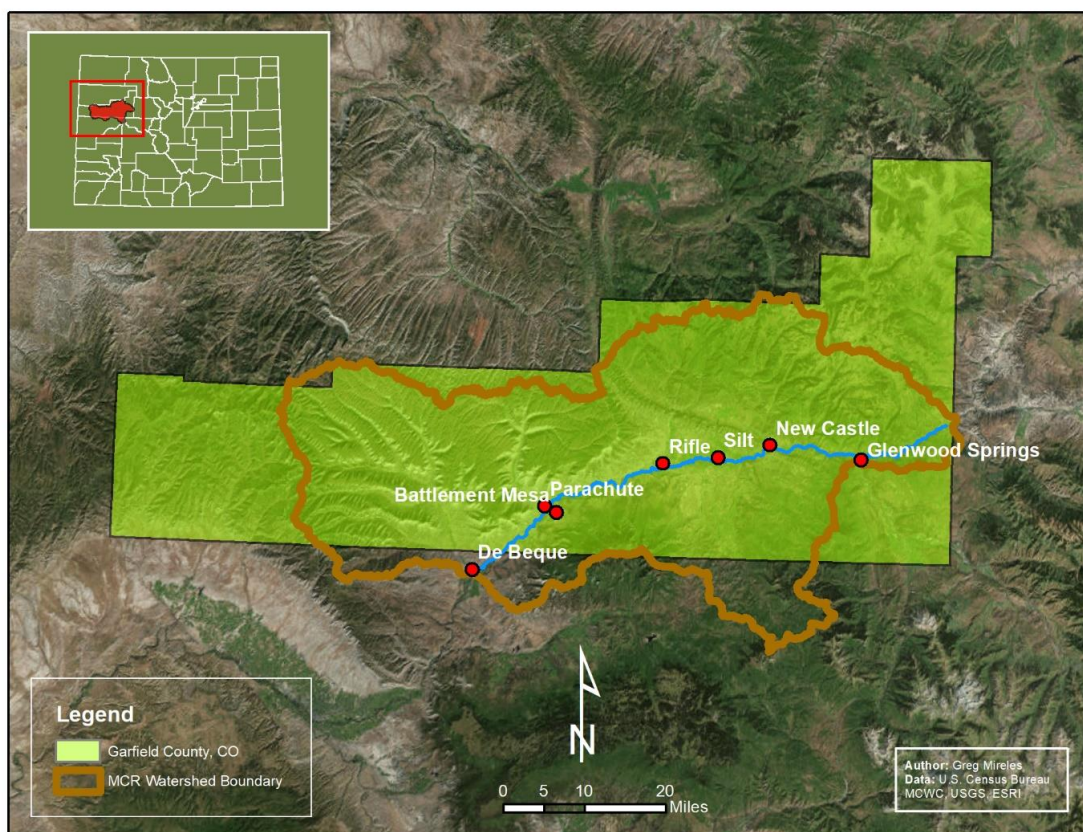 New Castle
Rifle
Silt
Glenwood Springs
Battlement Mesa
Parachute
De Beque
N
Legend
Garfield County, CO
MCR Watershed Boundary
0 5 10 20
Miles
Author: Greg Mireles
Data: U.S. Census Bureau
MCWC, USGS, ESRI